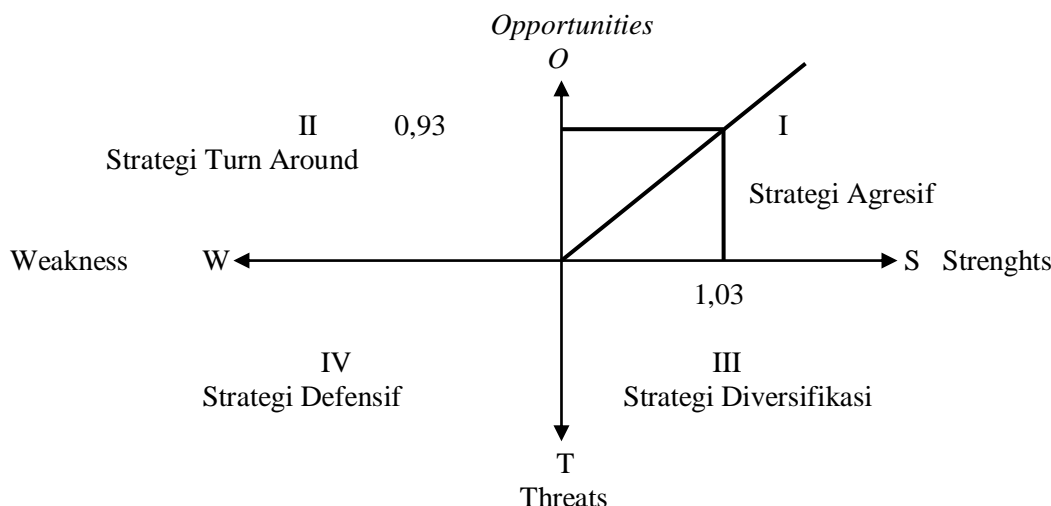 Opportunities
O
II 0,93 I
Strategi Turn Around
Strategi Agresif
Weakness W S Strenghts
1,03
IV III
Strategi Defensif Strategi Diversifikasi
T
Threats